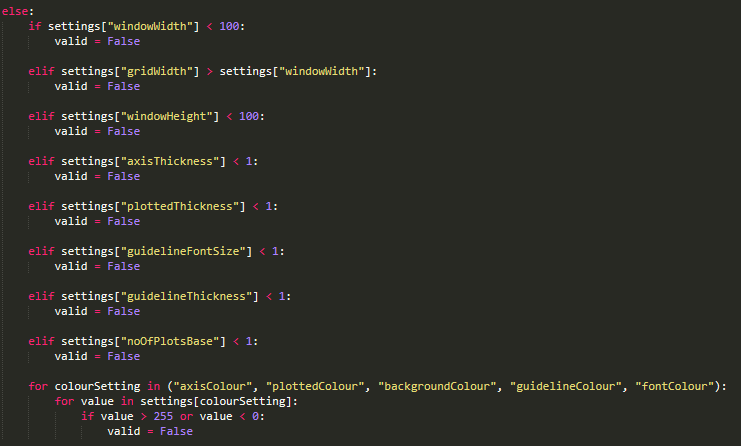 else:
if settings["windowWidth"] < 100:
valid = False
elif settings["gridWidth"] > settings["windowWidth"]:
valid = False
elif settings["windowHeight"] < 100:
valid = False
elif settings["axisThickness"] < 1:
valid = False
elif settings["plottedThickness"] < 1:
valid = False
elif settings["guidelineFontSize"] < 1:
valid = False
elif settings["guidelineThickness"] < 1:
valid = False
elif settings["noOfPlotsBase"] < 1:
valid = False
for colourSetting in ("axisColour", "plottedColour", "backgroundColour", "guidelineColour", "fontColour"):
for value in settings[colourSetting]:
if value > 255 or value < 0:
valid = False